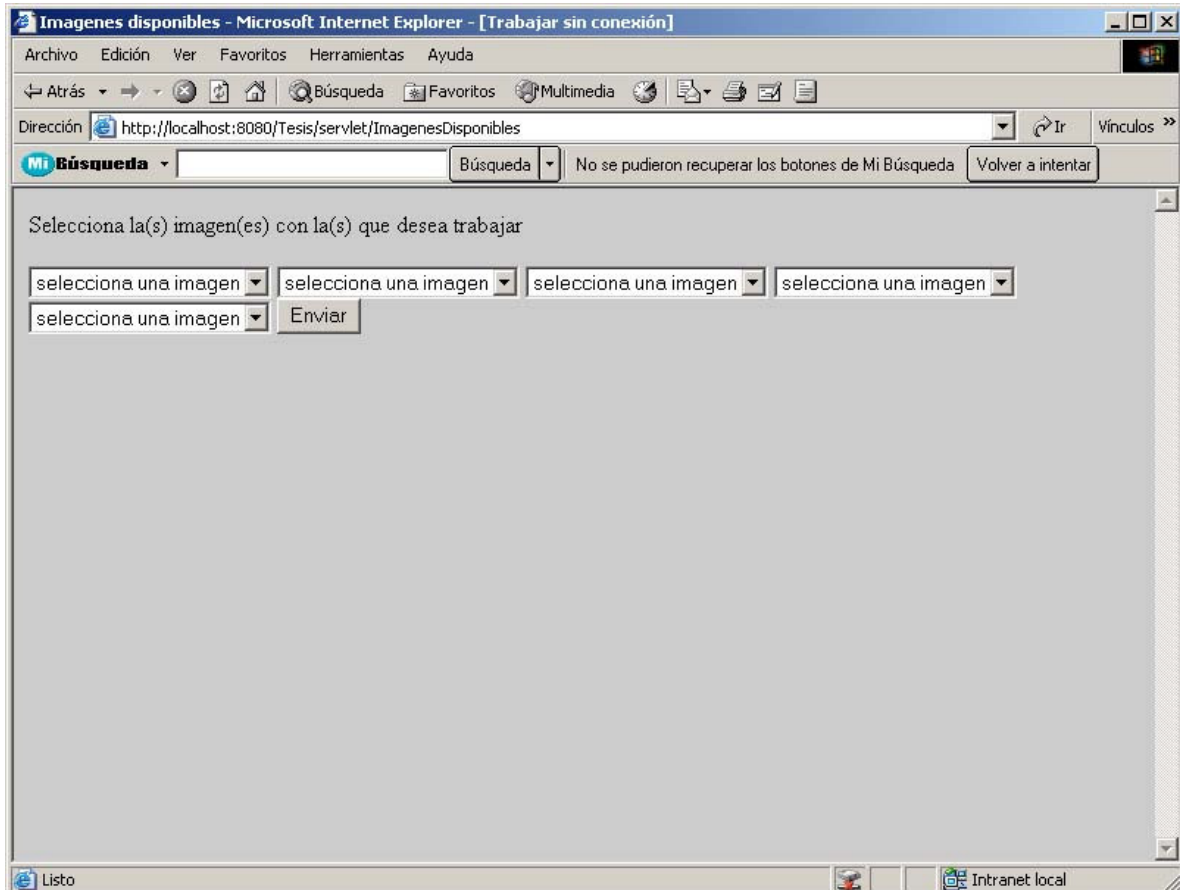 Imagenes disponibles - Microsoft Internet Explorer - [Trabajar sin conexión]
Archivo Edición Ver Favoritos Herramientas Ayuda
Atrás Búsqueda Favoritos Multimedia
Dirección http://localhost:8080/Tesis/servlet/ImagenesDisponibles Ir Vínculos »
Mi Búsqueda Búsqueda No se pudieron recuperar los botones de Mi Búsqueda Volver a intentar
Selecciona la(s) imagen(es) con la(s) que desea trabajar
selecciona una imagen selecciona una imagen selecciona una imagen selecciona una imagen
selecciona una imagen Enviar
Listo Intranet local